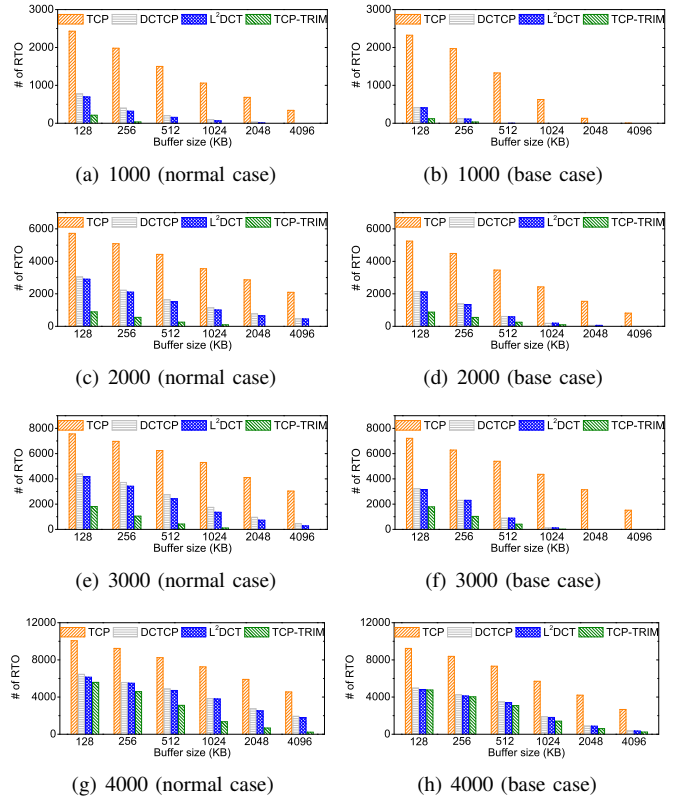 3000
TCP DCTCP L²DCT TCP-TRIM
2000
1000
0
# of RTO
128 256 512 1024 2048 4096
Buffer size (KB)
(a) 1000 (normal case)
3000
TCP DCTCP L²DCT TCP-TRIM
2000
1000
0
# of RTO
128 256 512 1024 2048 4096
Buffer size (KB)
(b) 1000 (base case)
TCP DCTCP L²DCT TCP-TRIM
6000
4000
2000
0
# of RTO
128 256 512 1024 2048 4096
Buffer size (KB)
(c) 2000 (normal case)
TCP DCTCP L²DCT TCP-TRIM
6000
4000
2000
0
# of RTO
128 256 512 1024 2048 4096
Buffer size (KB)
(d) 2000 (base case)
TCP DCTCP L²DCT TCP-TRIM
8000
6000
4000
2000
0
# of RTO
128 256 512 1024 2048 4096
Buffer size (KB)
(e) 3000 (normal case)
TCP DCTCP L²DCT TCP-TRIM
8000
6000
4000
2000
0
# of RTO
128 256 512 1024 2048 4096
Buffer size (KB)
(f) 3000 (base case)
12000
TCP DCTCP L²DCT TCP-TRIM
8000
4000
0
# of RTO
128 256 512 1024 2048 4096
Buffer size (KB)
(g) 4000 (normal case)
12000
TCP DCTCP L²DCT TCP-TRIM
8000
4000
0
# of RTO
128 256 512 1024 2048 4096
Buffer size (KB)
(h) 4000 (base case)